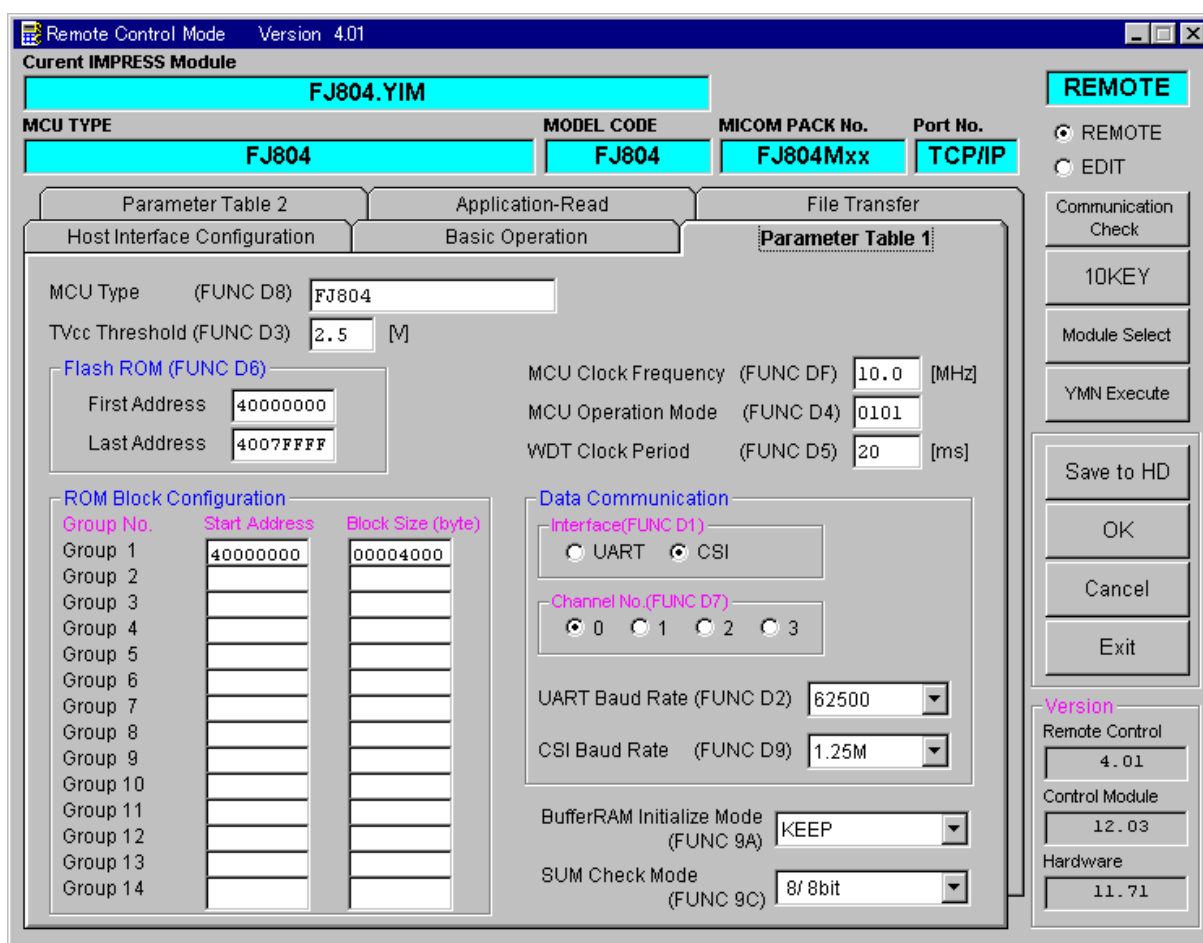 Remote Control Mode Version 4.01
Curent IMPRESS Module
FJ804.YIM
REMOTE
MCU TYPE MODEL CODE MICOM PACK No. Port No.
FJ804 FJ804 FJ804Mxx TCP/IP
REMOTE
EDIT
Parameter Table 2 Application-Read File Transfer
Host Interface Configuration Basic Operation Parameter Table 1
Communication
Check
10KEY
Module Select
YMN Execute
Save to HD
OK
Cancel
Exit
MCU Type (FUNC D8) FJ804
TVcc Threshold (FUNC D3) 2.5 [V]
Flash ROM (FUNC D6)
First Address 40000000
Last Address 4007FFFF
MCU Clock Frequency (FUNC DF) 10.0 [MHz]
MCU Operation Mode (FUNC D4) 0101
WDT Clock Period (FUNC D5) 20 [ms]
ROM Block Configuration
Group No. Start Address Block Size (byte)
Group 1 40000000 00004000
Group 2
Group 3
Group 4
Group 5
Group 6
Group 7
Group 8
Group 9
Group 10
Group 11
Group 12
Group 13
Group 14
Data Communication
Interface(FUNC D1)
UART CSI
Channel No.(FUNC D7)
0 1 2 3
UART Baud Rate (FUNC D2) 62500
CSI Baud Rate (FUNC D9) 1.25M
BufferRAM Initialize Mode
(FUNC 9A) KEEP
SUM Check Mode
(FUNC 9C) 8/ 8bit
Version
Remote Control
4.01
Control Module
12.03
Hardware
11.71